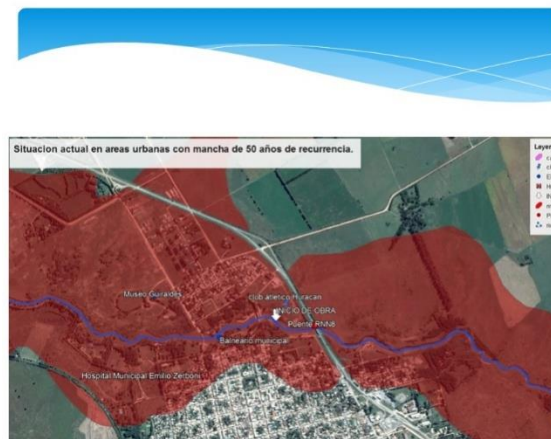 Situacion actual en areas urbanas con mancha de 50 años de recurrencia.
Museo Guiraldes
Club atletico Huracan
INICIO DE OBRA
Puente RNN8
Balneario municipal
Hospital Municipal Emilio Zerboni